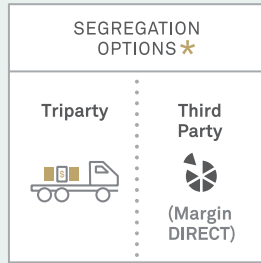 SEGREGATION
OPTIONS*
Triparty
$
Third
Party
(Margin
DIRECT)